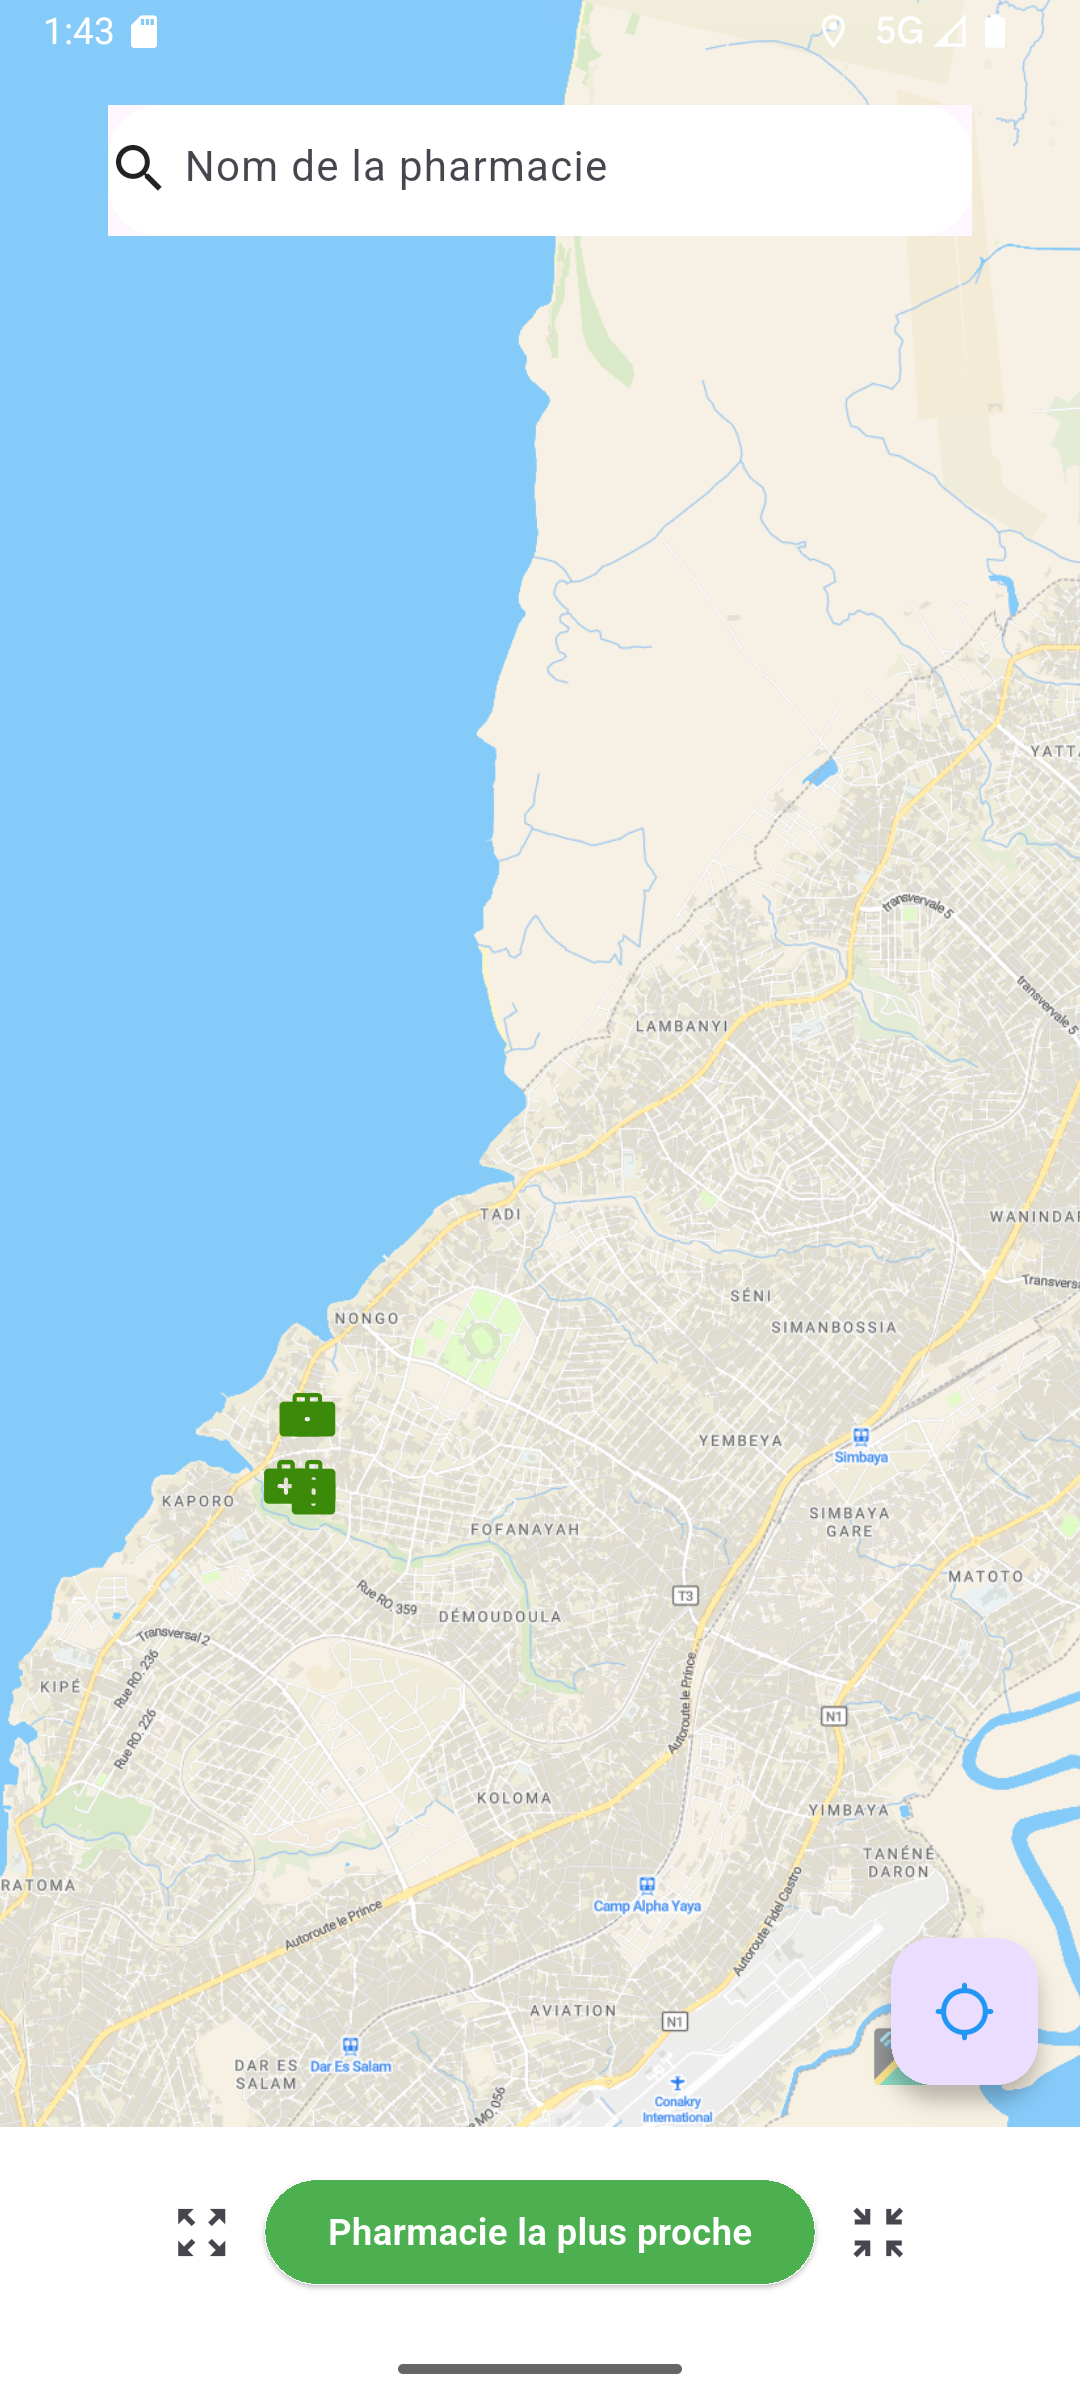 1:43
5G
Nom de la pharmacie
YATTA
transvervale 5
transvervale 5
LAMBANYI
TADI
WANINDAR
Transversa
SÉNI
NONGO
SIMANBOSSIA
YEMBEYA
Simbaya
KAPORO
SIMBAYA
GARE
FOFANAYAH
MATOTO
Rue RO. 359
T3
DÉMOUDOULA
Transversal 2
Rue RO. 236
KIPÉ
Autoroute le Prince
N1
Rue RO. 226
KOLOMA
YIMBAYA
TANÉNÉ
DARON
RATOMA
Camp Alpha Yaya
Autoroute Fidel Castro
Autoroute le Prince
AVIATION
N1
DAR ES
SALAM
Dar Es Salam
Conakry
International
e MO. 056
Pharmacie la plus proche